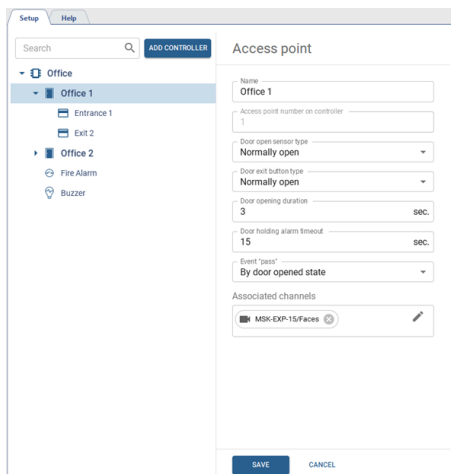 Setup
Help
Search
ADD CONTROLLER
Office
Office 1
Entrance 1
Exit 2
Office 2
Fire Alarm
Buzzer
Access point
Name
Office 1
Access point number on controller
1
Door open sensor type
Normally open
Door exit button type
Normally open
Door opening duration
3 sec.
Door holding alarm timeout
15 sec.
Event "pass"
By door opened state
Associated channels
MSK-EXP-15/Faces
SAVE CANCEL